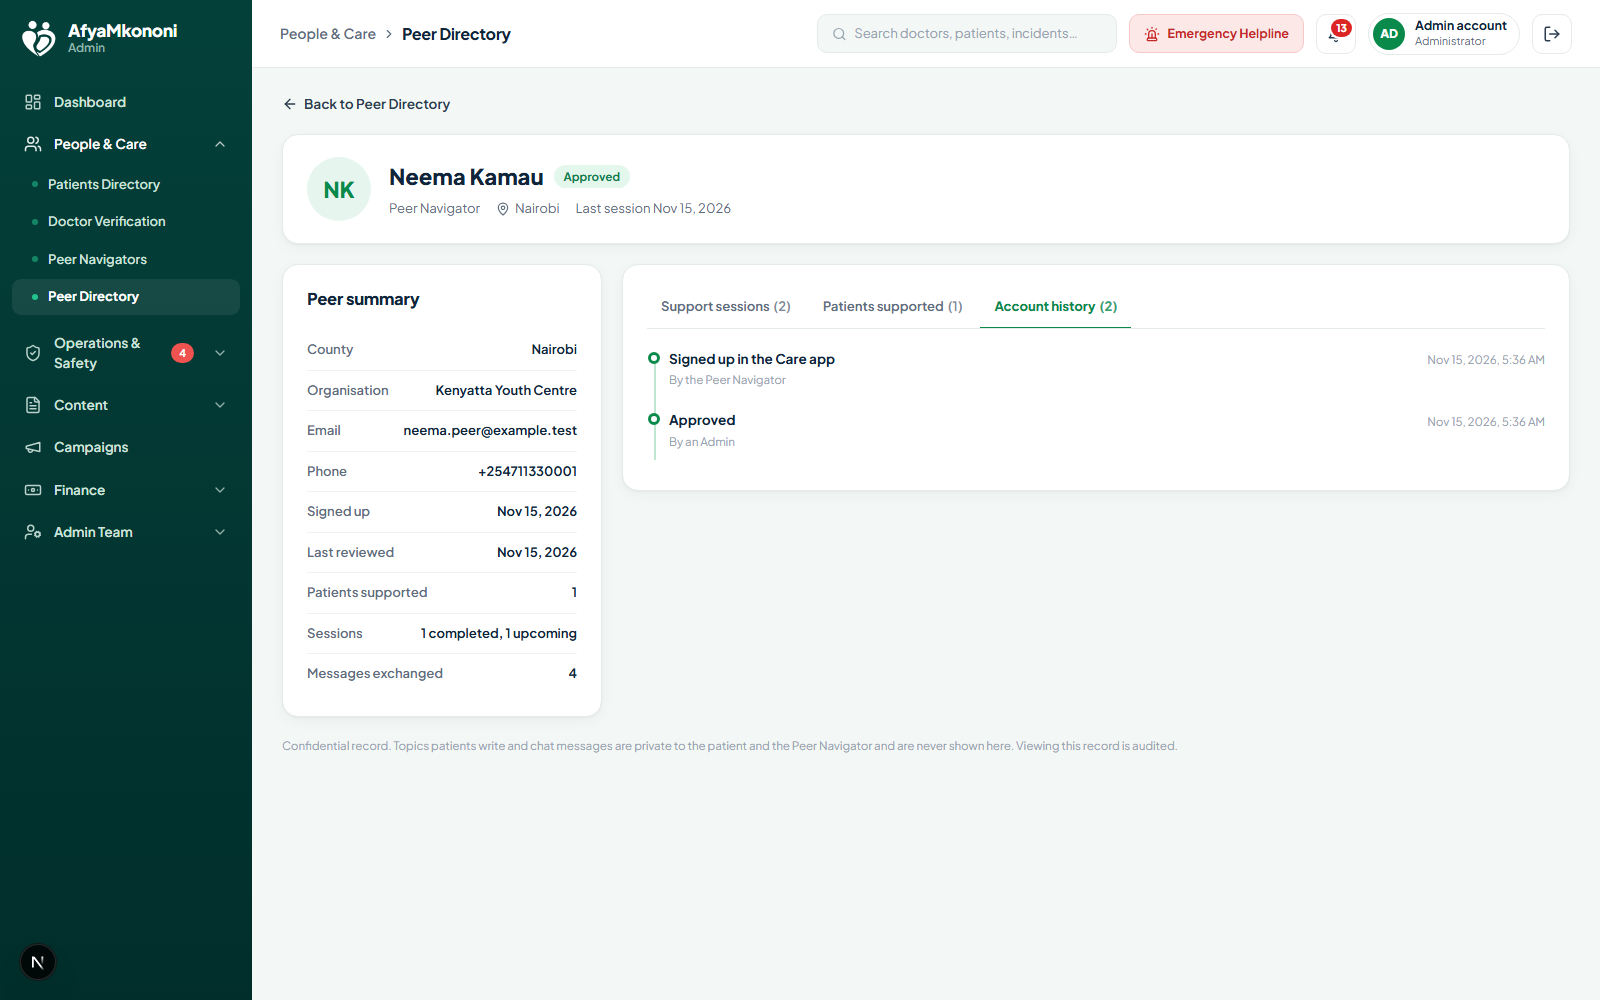 AfyaMkononi
Admin
Dashboard
People & Care
Patients Directory
Doctor Verification
Peer Navigators
Peer Directory
Operations &
Safety
4
Content
Campaigns
Finance
Admin Team
N
People & Care > Peer Directory
Search doctors, patients, incidents...
Emergency Helpline
13
AD
Admin account
Administrator
Back to Peer Directory
NK
Neema Kamau
Approved
Peer Navigator
Nairobi
Last session Nov 15, 2026
Peer summary
County Nairobi
Organisation Kenyatta Youth Centre
Email neema.peer@example.test
Phone +254711330001
Signed up Nov 15, 2026
Last reviewed Nov 15, 2026
Patients supported 1
Sessions 1 completed, 1 upcoming
Messages exchanged 4
Support sessions (2)
Patients supported (1)
Account history (2)
Signed up in the Care app Nov 15, 2026, 5:36 AM
By the Peer Navigator
Approved Nov 15, 2026, 5:36 AM
By an Admin
Confidential record. Topics patients write and chat messages are private to the patient and the Peer Navigator and are never shown here. Viewing this record is audited.